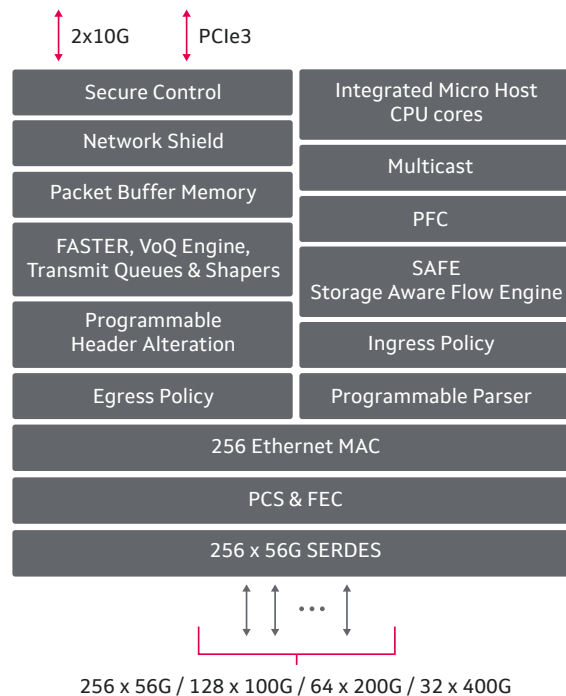 2x10G
PCIe3
Secure Control
Network Shield
Packet Buffer Memory
FASTER, VoQ Engine,
Transmit Queues & Shapers
Programmable
Header Alteration
Egress Policy
Integrated Micro Host
CPU cores
Multicast
PFC
SAFE
Storage Aware Flow Engine
Ingress Policy
Programmable Parser
256 Ethernet MAC
PCS & FEC
256 x 56G SERDES
...
256 x 56G / 128 x 100G / 64 x 200G / 32 x 400G